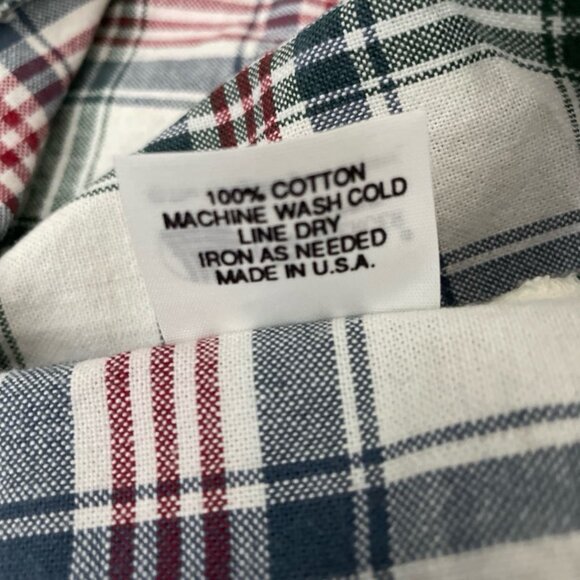 100% COTTON
MACHINE WASH COLD
LINE DRY
IRON AS NEEDED
MADE IN U.S.A.